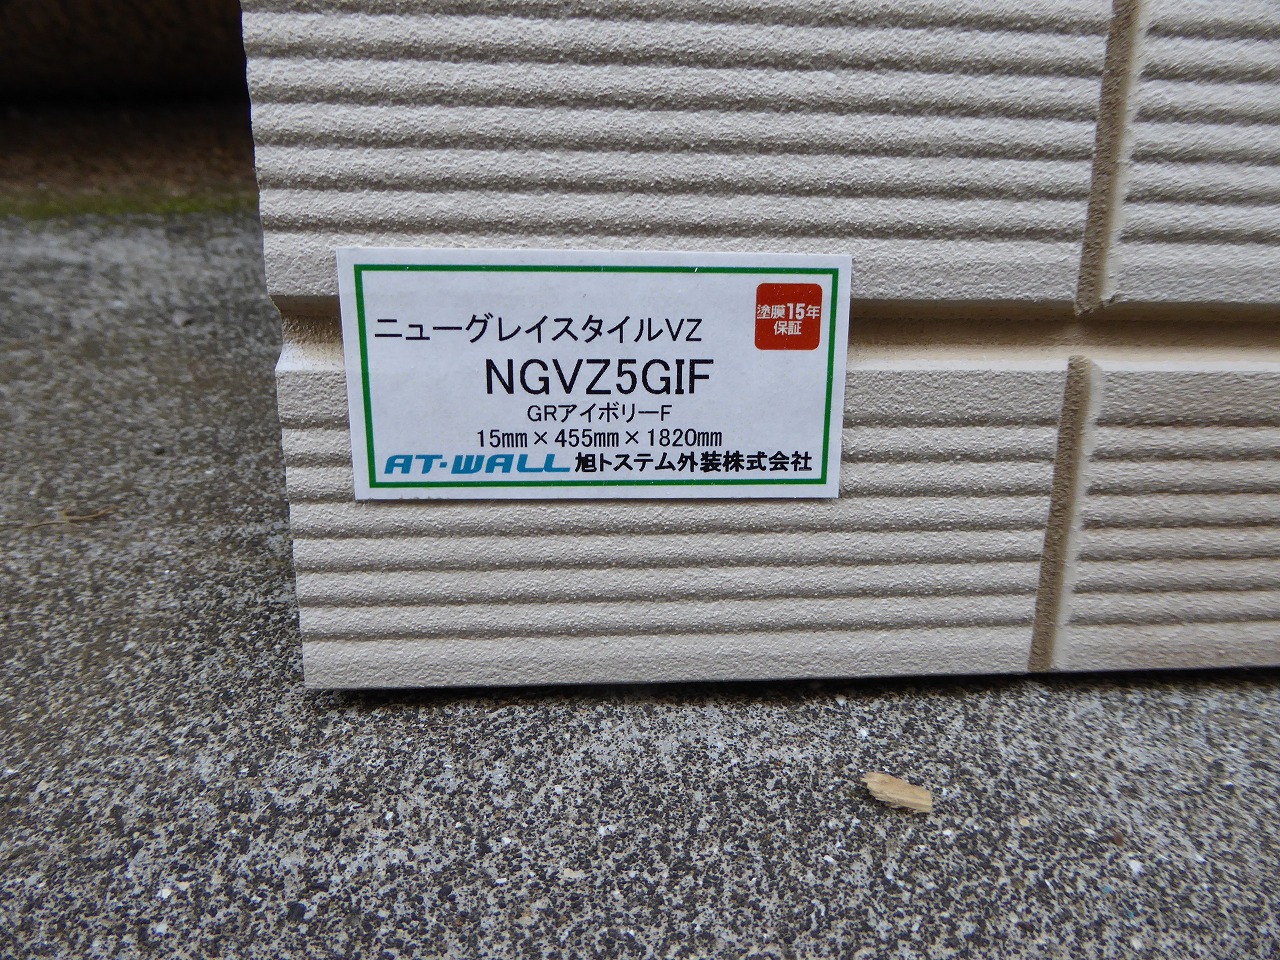 塗膜15年
保証
ニューグレイスタイルVZ
NGVZ5GIF
GRアイボリーF
15mm×455mm×1820mm
AT-WALL 旭トステム外装株式会社